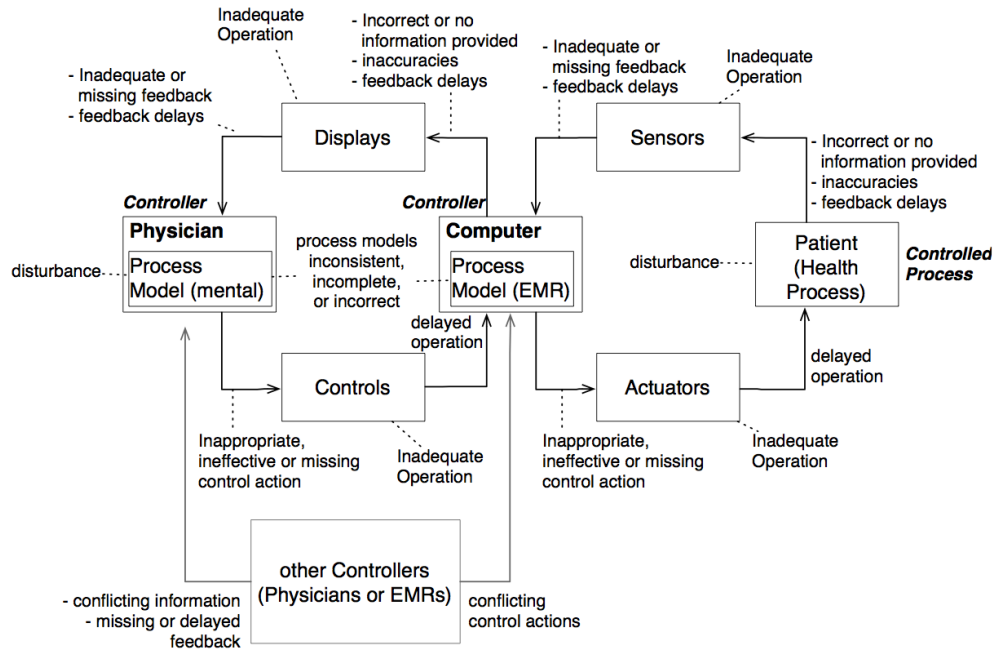 Inadequate
Operation
- Incorrect or no
information provided
- inaccuracies
- feedback delays
- Inadequate or
missing feedback
- feedback delays
Inadequate
Operation
- Inadequate or
missing feedback
- feedback delays
Displays
Sensors
- Incorrect or no
information provided
- inaccuracies
- feedback delays
Controller
Physician
Process
Model (mental)
disturbance
process models
inconsistent,
incomplete,
or incorrect
Controller
Computer
Process
Model (EMR)
disturbance
Patient
(Health
Process)
Controlled
Process
delayed
operation
Controls
Actuators
delayed
operation
Inappropriate,
ineffective or missing
control action
Inadequate
Operation
Inappropriate,
ineffective or missing
control action
Inadequate
Operation
other Controllers
(Physicians or EMRs)
- conflicting information
- missing or delayed
feedback
conflicting
control actions